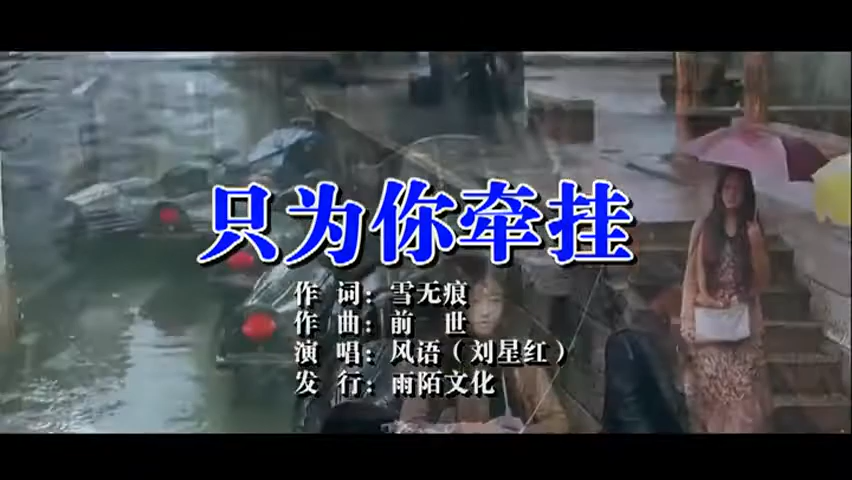 只为你牵挂
作 词：雪无痕
作 曲：前 世
演 唱：风语（刘星红）
发 行：雨陌文化